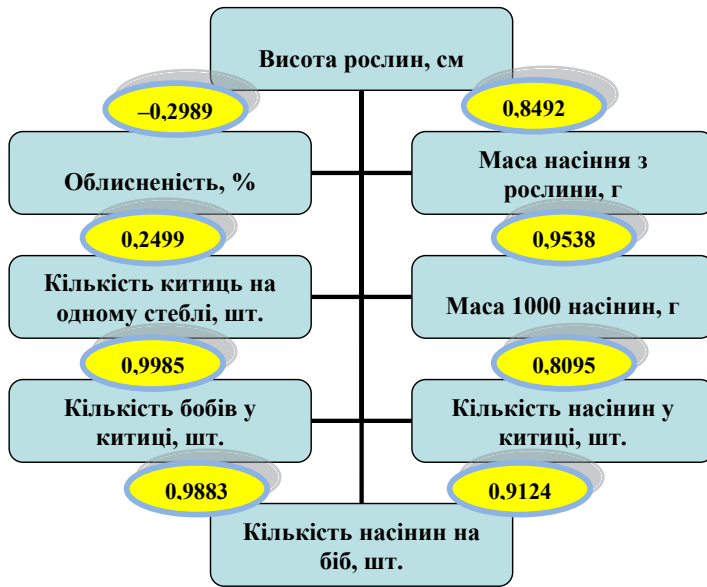 Висота рослин, см
–0,2989
0,8492
Облисненість, %
Маса насіння з
рослини, г
0,2499
0,9538
Кількість китиць на
одному стеблі, шт.
Маса 1000 насінин, г
0,9985
0,8095
Кількість бобів у
китиці, шт.
Кількість насінин у
китиці, шт.
0,9883
0,9124
Кількість насінин на
біб, шт.